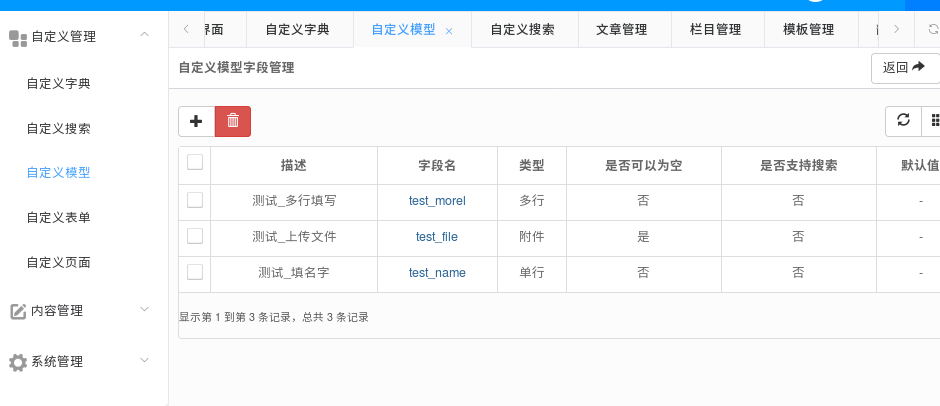 界面
自定义字典
自定义模型 ×
自定义搜索
文章管理
栏目管理
模板管理
自定义管理
自定义字典
自定义搜索
自定义模型
自定义表单
自定义页面
内容管理
系统管理
自定义模型字段管理
返回
描述 字段名 类型 是否可以为空 是否支持搜索 默认值
测试_多行填写 test_morel 多行 否 否 -
测试_上传文件 test_file 附件 是 否 -
测试_填名字 test_name 单行 否 否 -
显示第 1 到第 3 条记录，总共 3 条记录